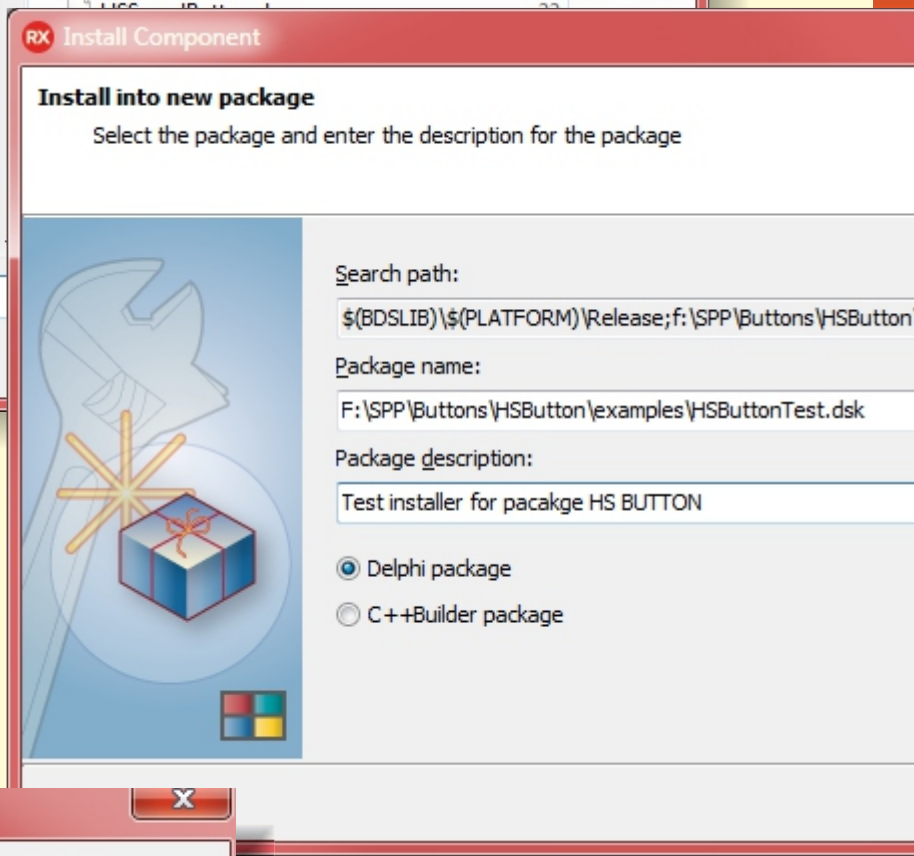 RX Install Component
Install into new package
Select the package and enter the description for the package
Search path:
$(BDSLIB)\$(PLATFORM)\Release;f:\SPP\Buttons\HSButton
Package name:
F:\SPP\Buttons\HSButton\examples\HSButtonTest.dsk
Package description:
Test installer for pacakge HS BUTTON
Delphi package
C++Builder package